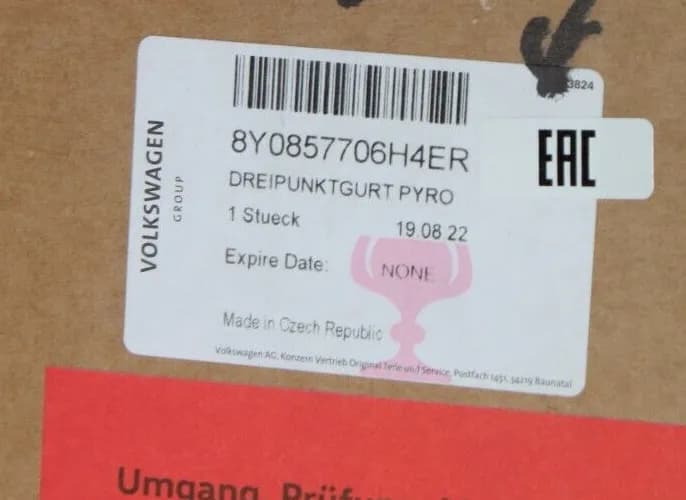 3824
8Y0857706H4ER
EAC
DREIPUNKTGURT PYRO
1 Stueck 19.08.22
Expire Date: NONE
Made in Czech Republic
Volkswagen AG, Konzern Vertrieb Original Teile und Service, Postfach 1451, 34219 Baunatal
VOLKSWAGEN
GROUP
Umgang,